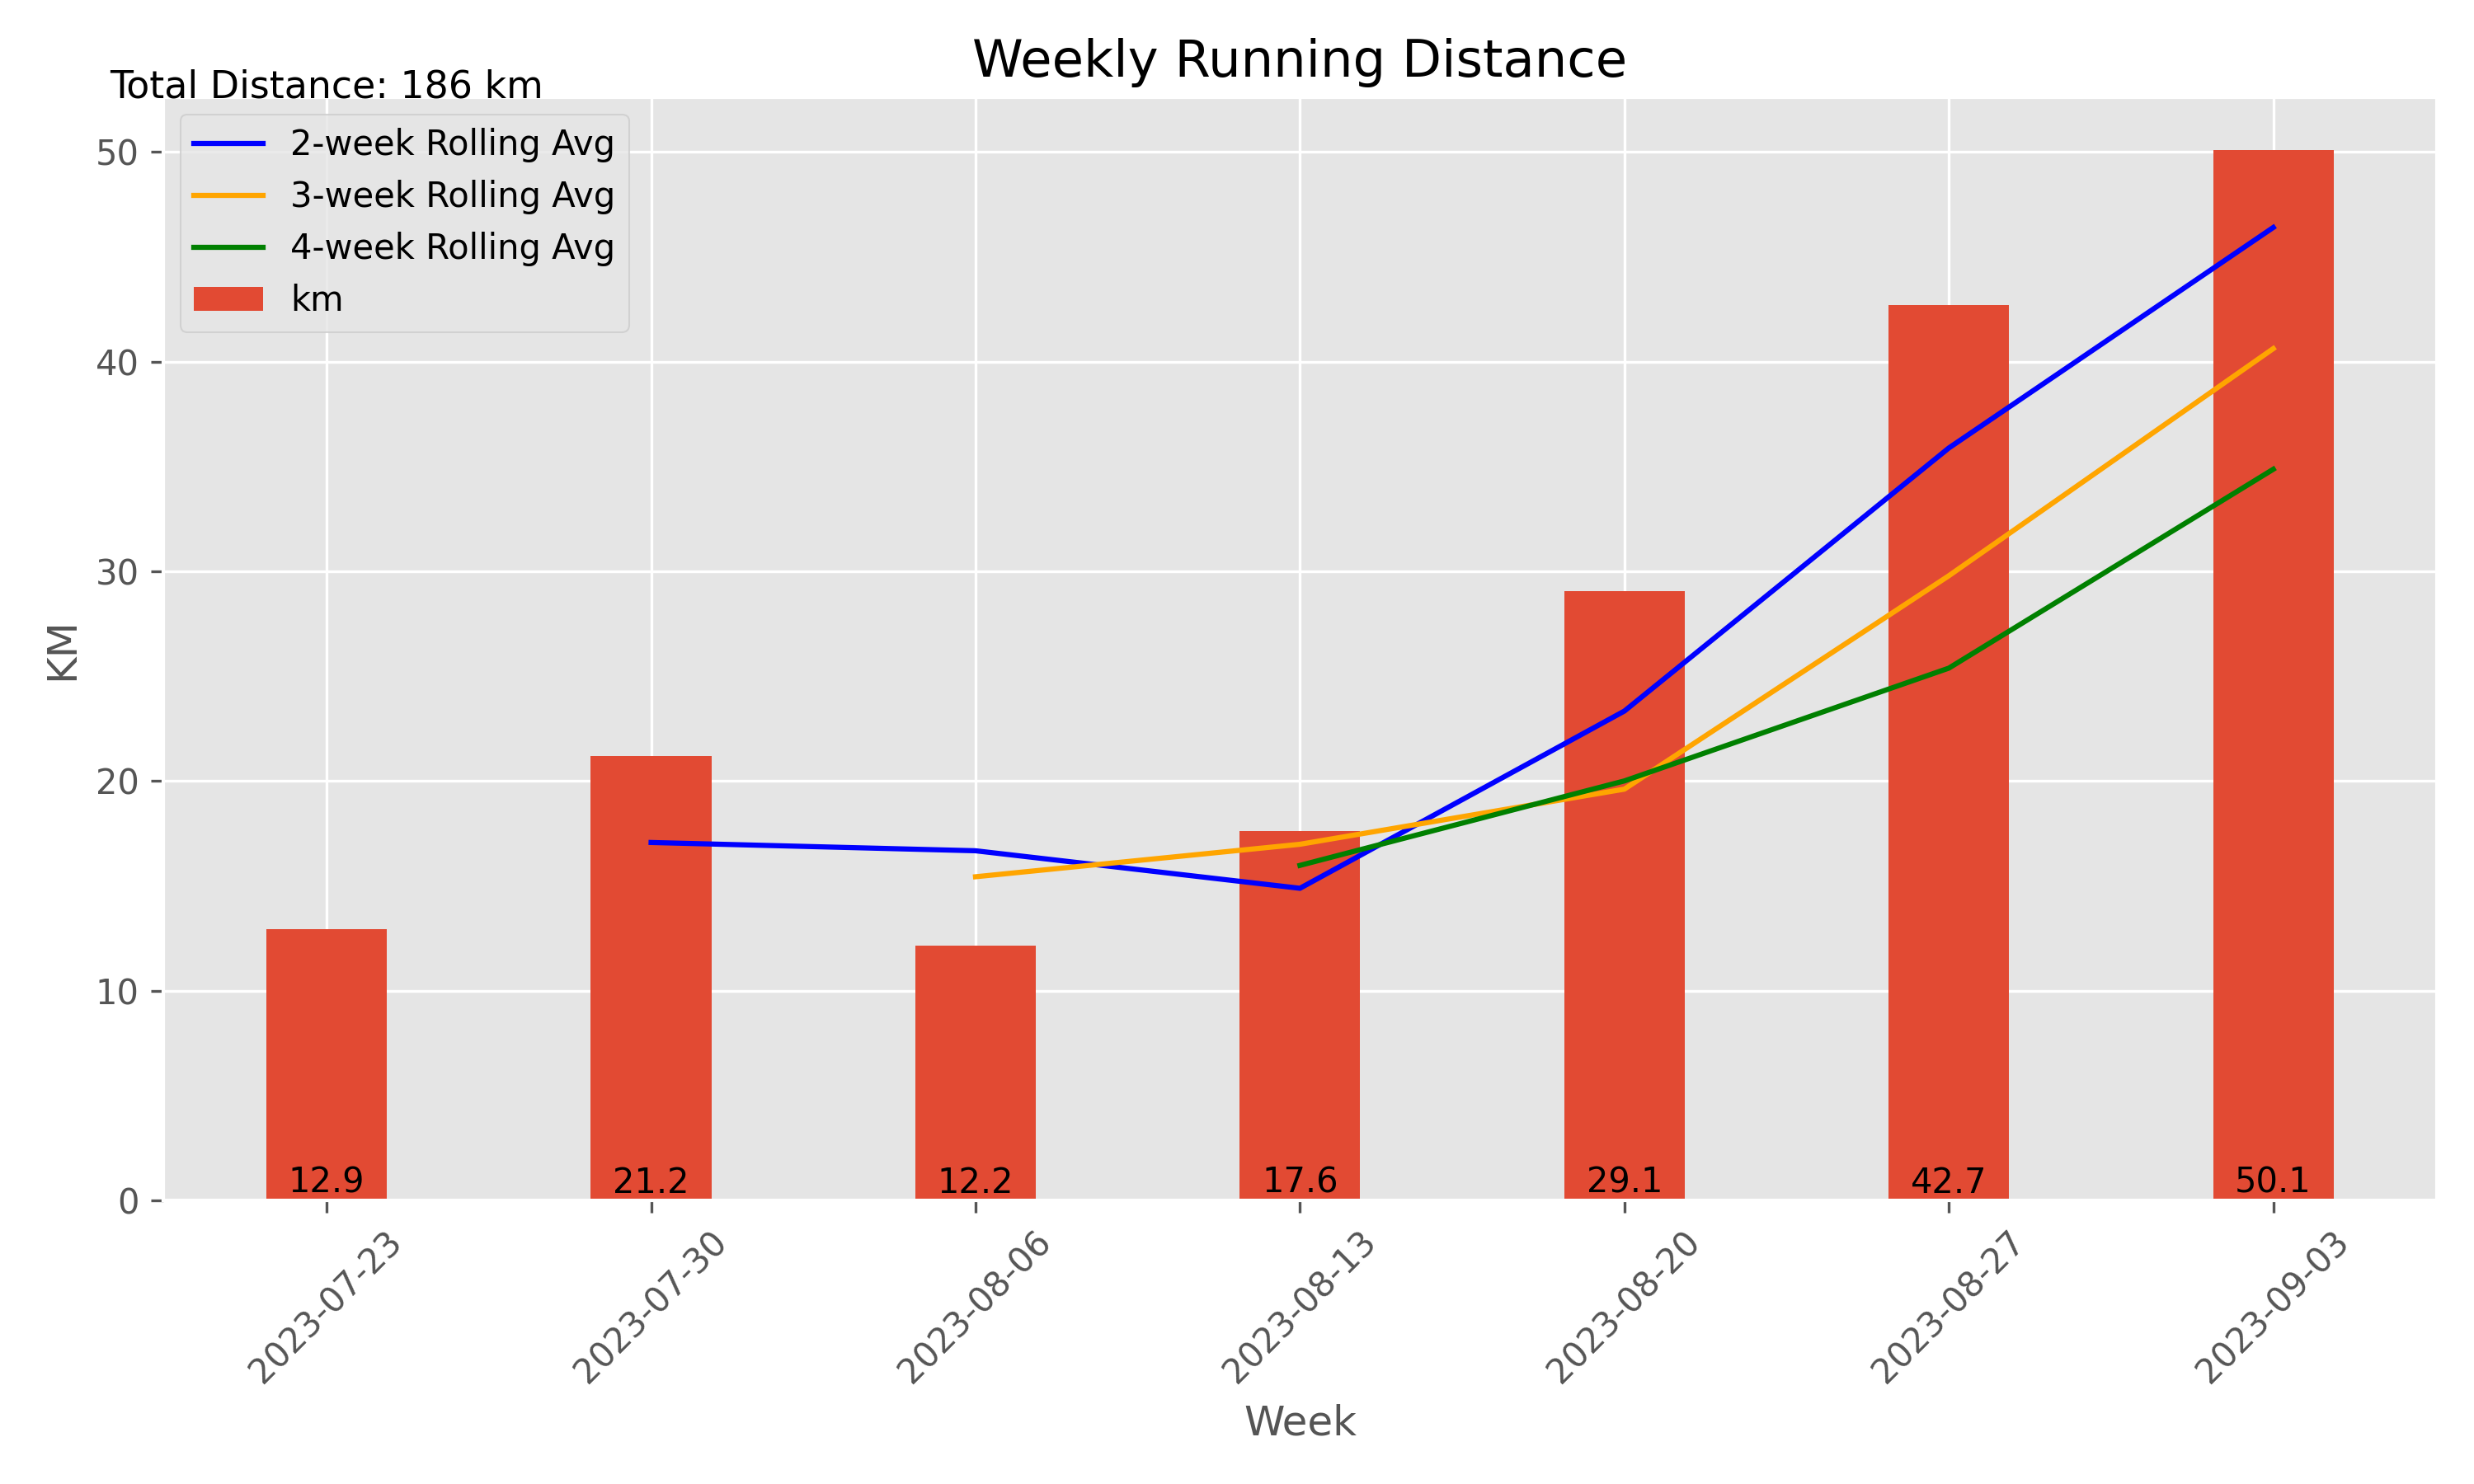 Weekly Running Distance
Total Distance: 186 km
2-week Rolling Avg
3-week Rolling Avg
4-week Rolling Avg
km
50
40
30
20
10
0
KM
12.9
21.2
12.2
17.6
29.1
42.7
50.1
2023-07-23
2023-07-30
2023-08-06
2023-08-13
2023-08-20
2023-08-27
2023-09-03
Week